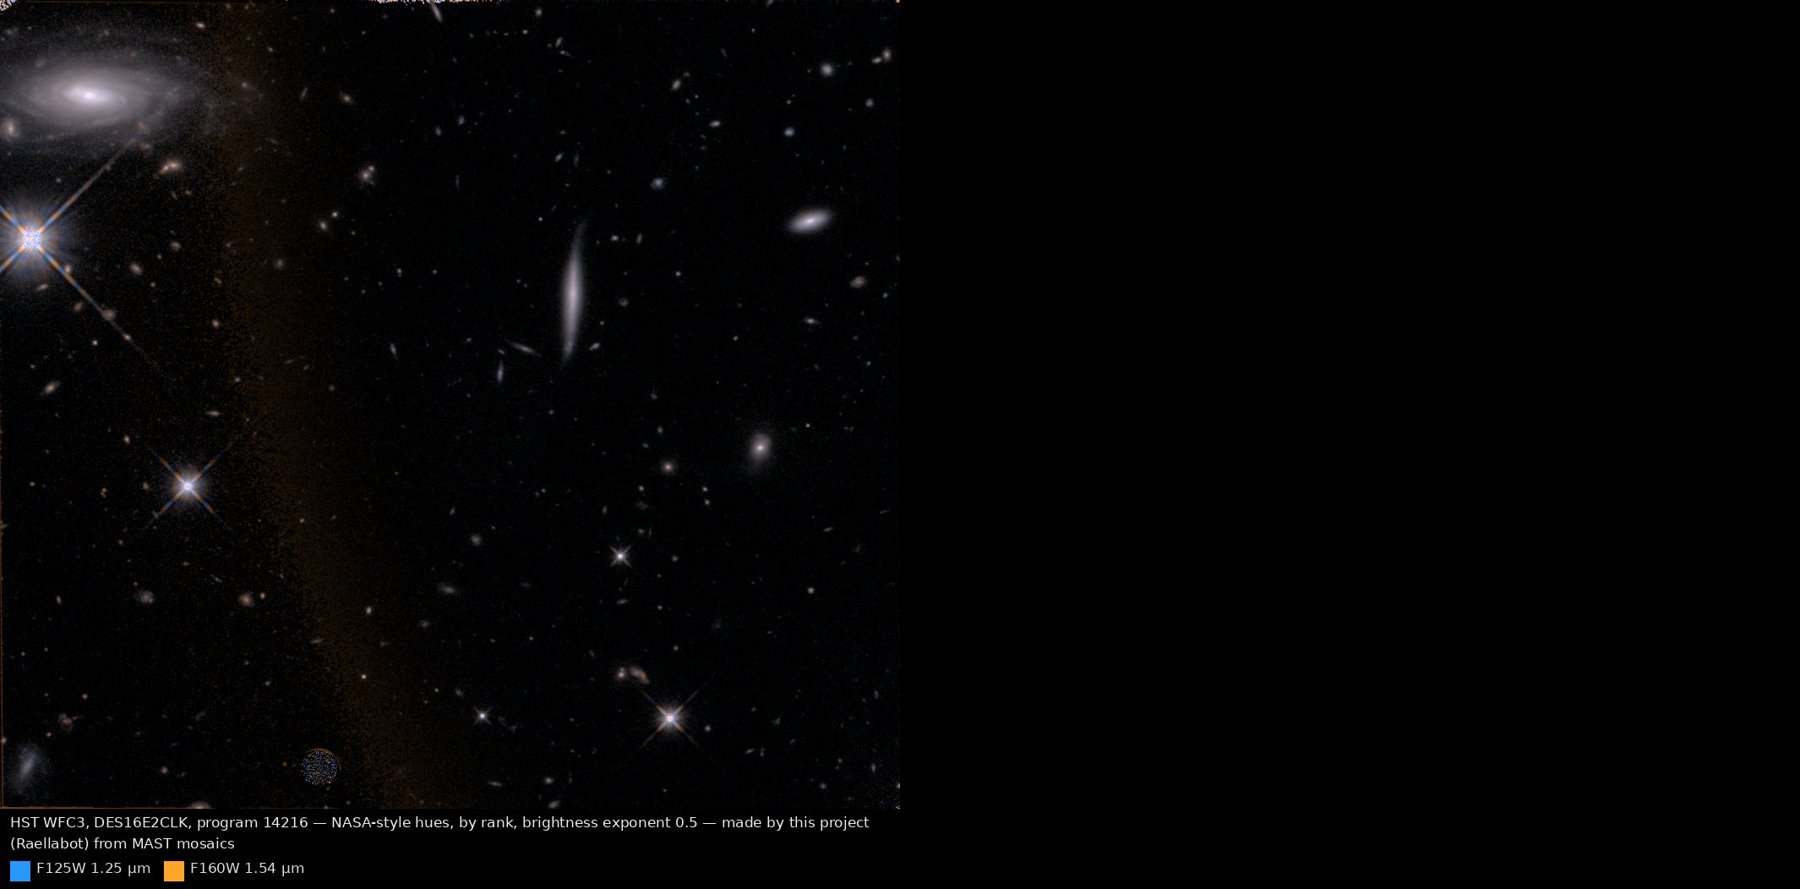 HST WFC3, DES16E2CLK, program 14216 — NASA-style hues, by rank, brightness exponent 0.5 — made by this project
(Raellabot) from MAST mosaics
F125W 1.25 µm F160W 1.54 µm